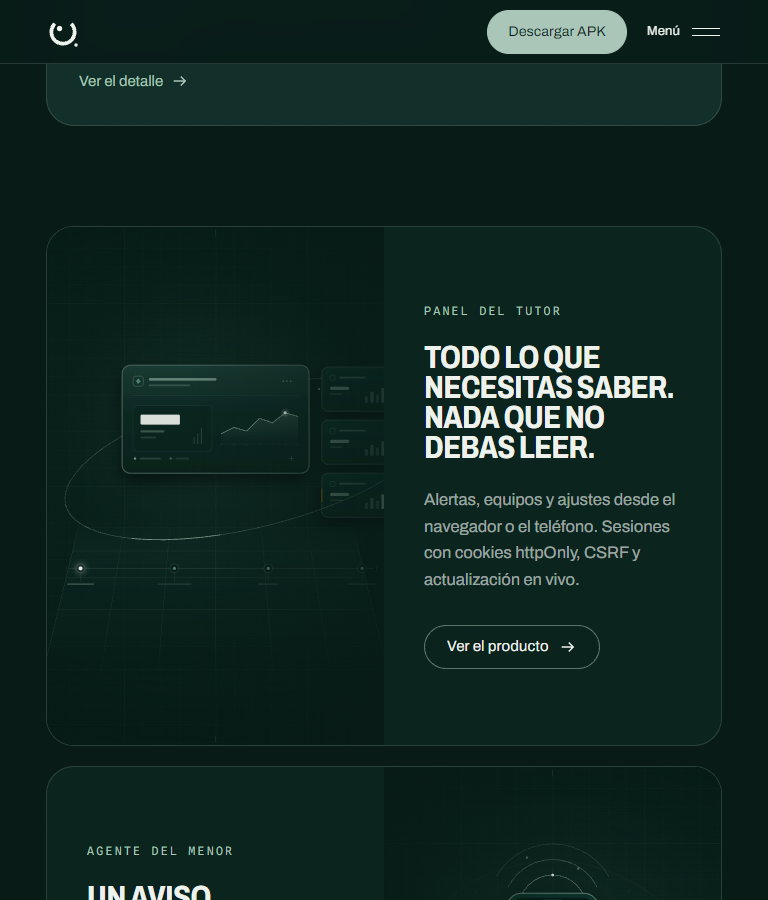 Descargar APK
Menú
Ver el detalle
PANEL DEL TUTOR
TODO LO QUE
NECESITAS SABER.
NADA QUE NO
DEBAS LEER.
Alertas, equipos y ajustes desde el
navegador o el teléfono. Sesiones
con cookies httpOnly, CSRF y
actualización en vivo.
Ver el producto
AGENTE DEL MENOR
UN AVISO